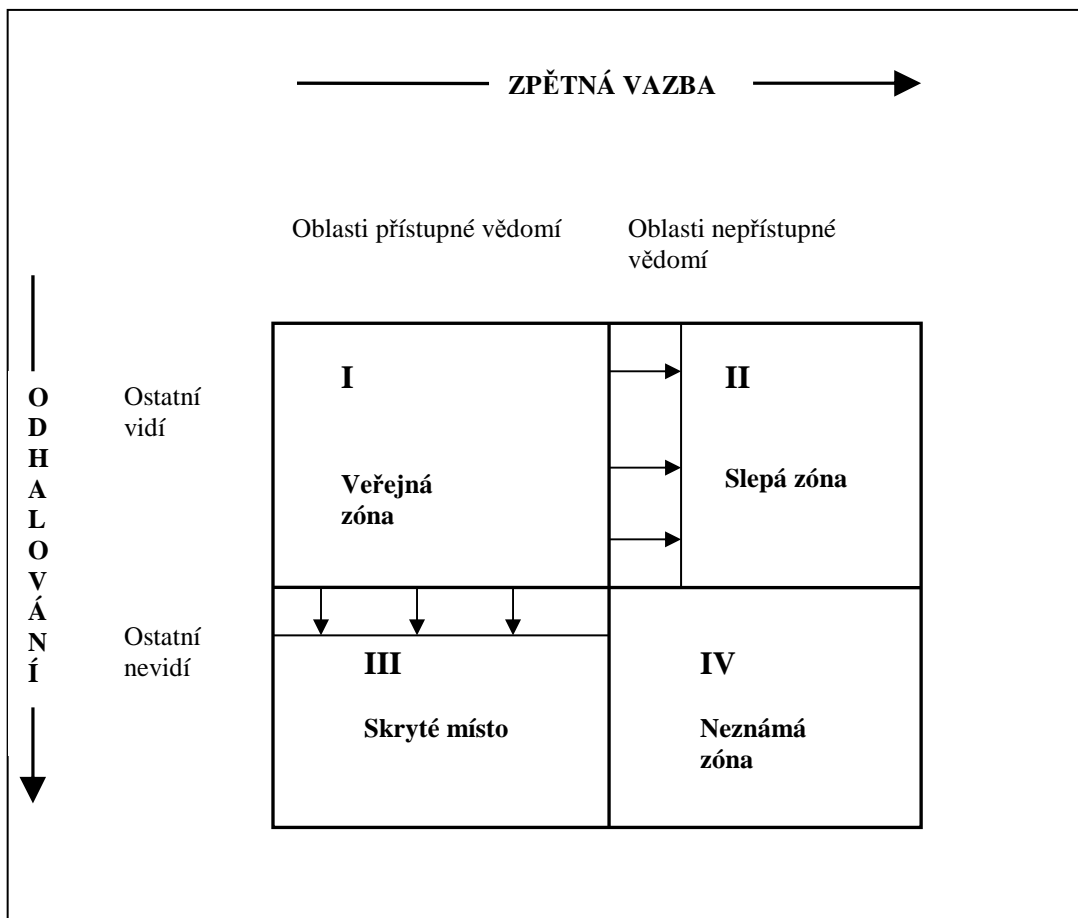 ZPĚTNÁ VAZBA
Oblasti přístupné vědomí
Oblasti nepřístupné
vědomí
ODHALOVÁNÍ
Ostatní
vidí
I
Veřejná
zóna
II
Slepá zóna
Ostatní
nevidí
III
Skryté místo
IV
Neznámá
zóna